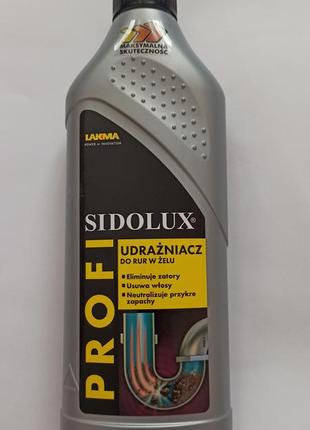 MAKSYMALNA
SKUTECZNOŚĆ
LAKMA
POWER OF INNOVATION
SIDOLUX®
PROFI
UDRAŻNIACZ
DO RUR W ŻELU
Eliminuje zatory
Usuwa włosy
Neutralizuje przykre
zapachy